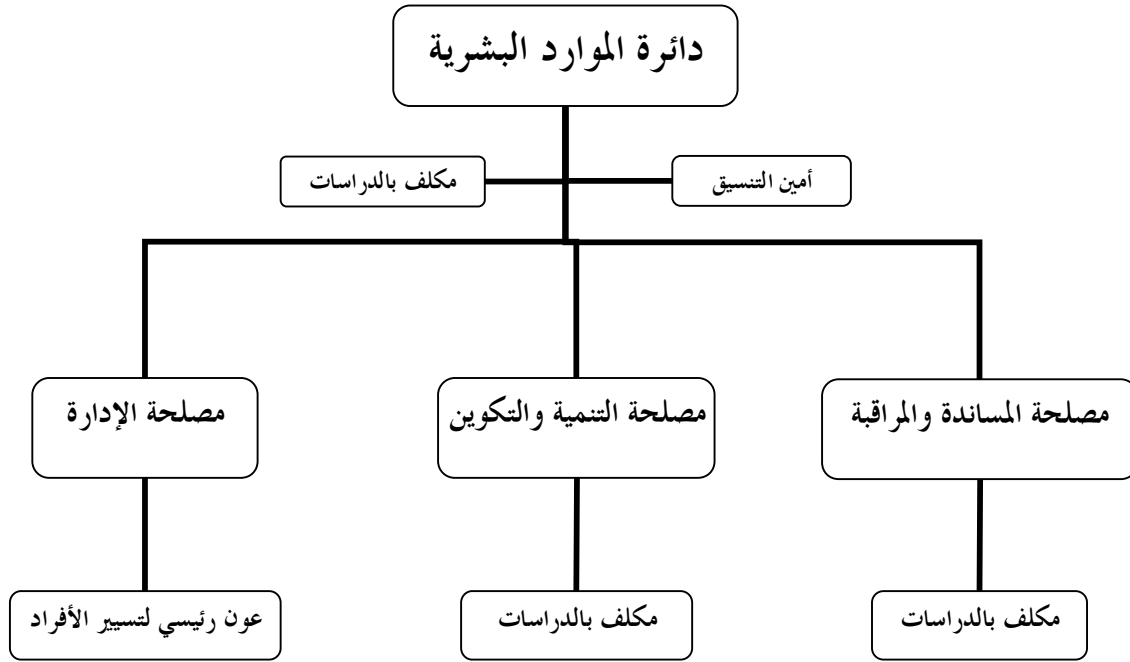 دائرة الموارد البشرية
أمين التنسيق
مكلف بالدراسات
مصلحة المساندة والمراقبة
مصلحة التنمية والتكوين
مصلحة الإدارة
مكلف بالدراسات
مكلف بالدراسات
عون رئيسي لتسيير الأفراد